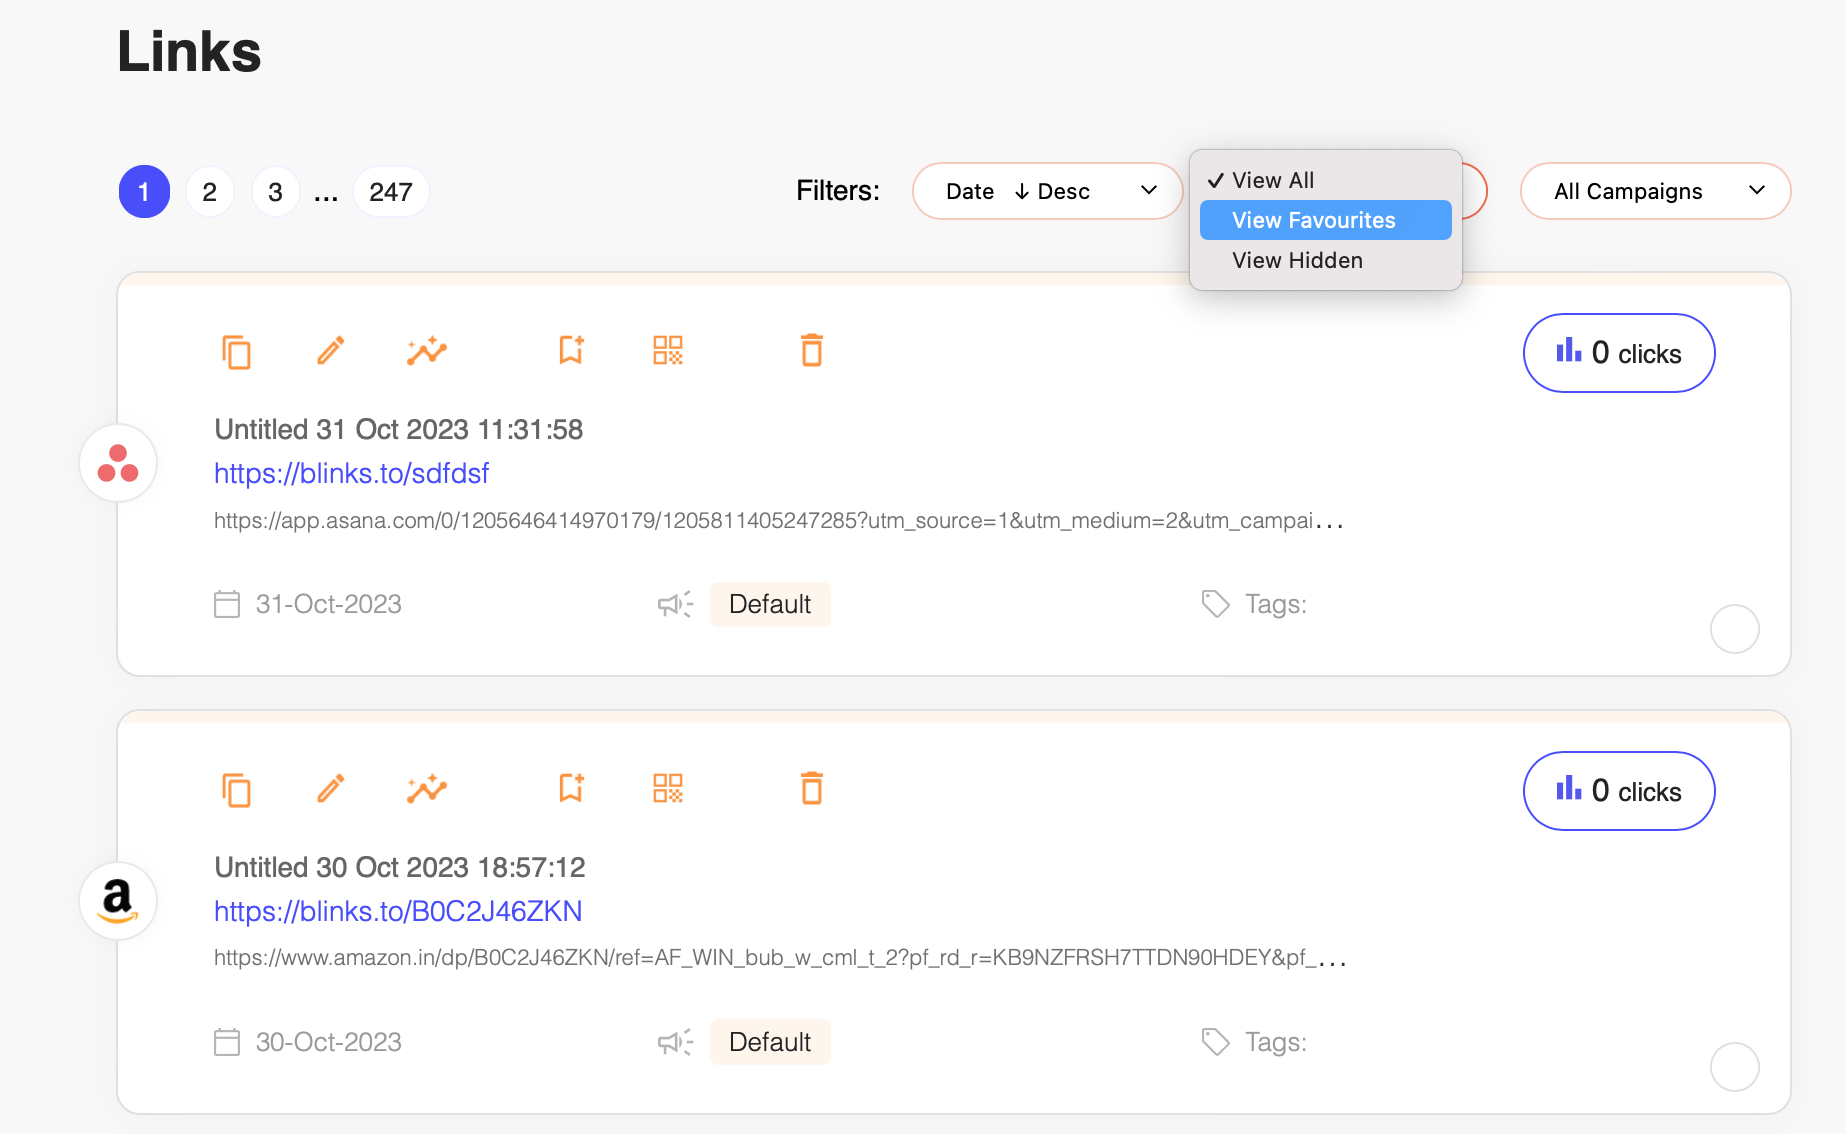 Links
1 2 3 ... 247
Filters:
Date ↓ Desc
✓ View All
View Favourites
View Hidden
All Campaigns
0 clicks
Untitled 31 Oct 2023 11:31:58
https://blinks.to/sdfdsf
https://app.asana.com/0/1205646414970179/1205811405247285?utm_source=1&utm_medium=2&utm_campai...
31-Oct-2023
Default
Tags:
0 clicks
a
Untitled 30 Oct 2023 18:57:12
https://blinks.to/B0C2J46ZKN
https://www.amazon.in/dp/B0C2J46ZKN/ref=AF_WIN_bub_w_cml_t_2?pf_rd_r=KB9NZFRSH7TTDN90HDEY&pf_...
30-Oct-2023
Default
Tags: